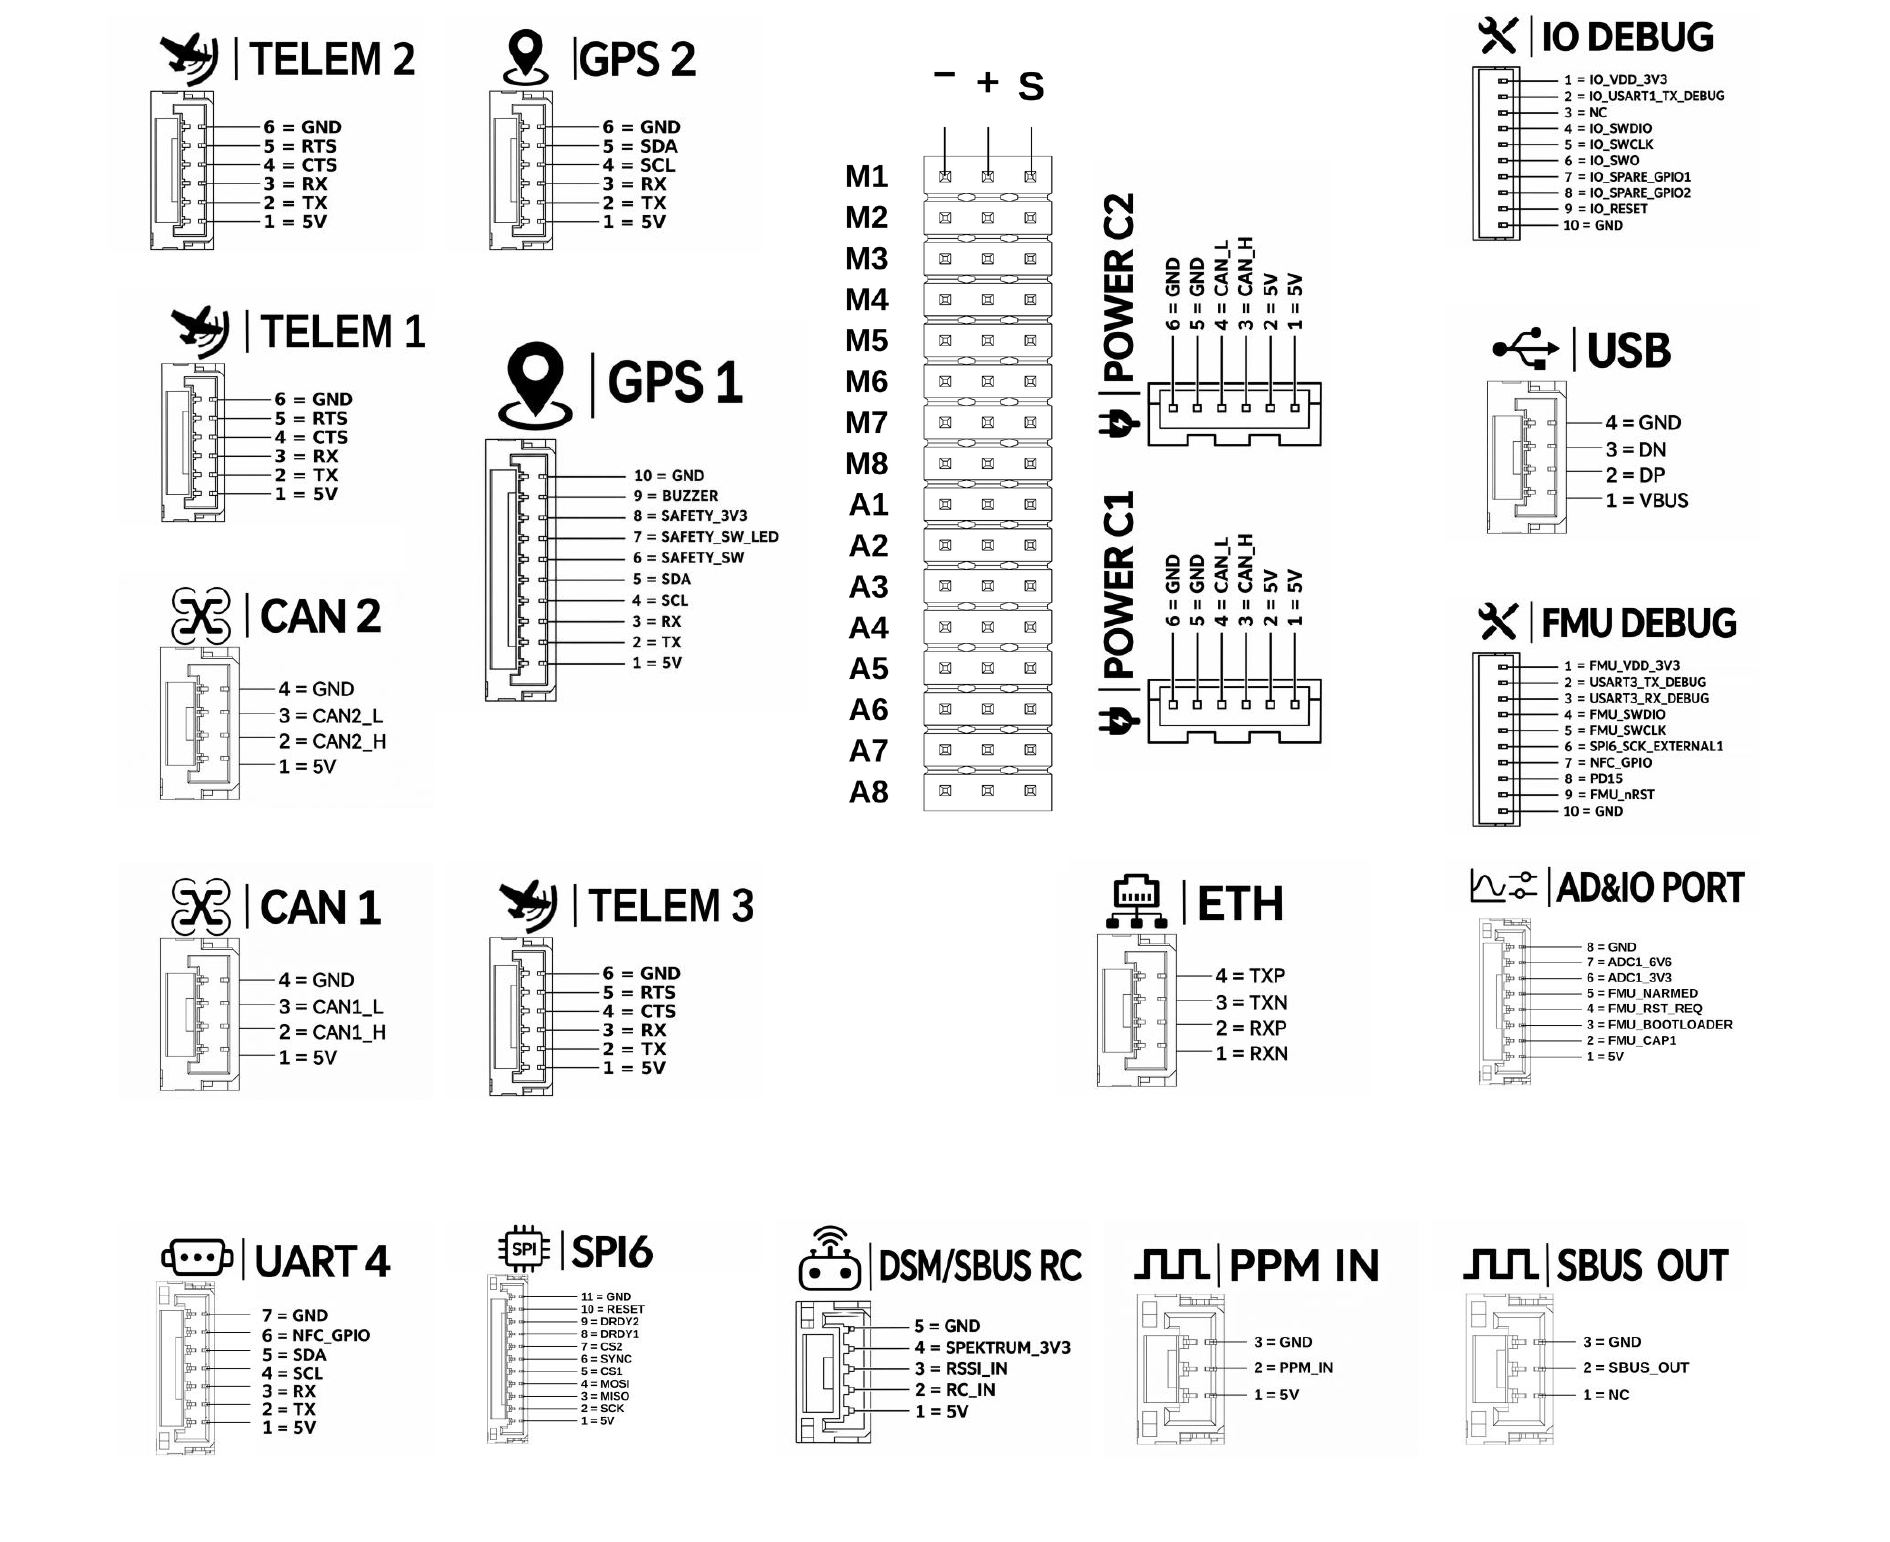 TELEM 2
6 = GND
5 = RTS
4 = CTS
3 = RX
2 = TX
1 = 5V
GPS 2
6 = GND
5 = SDA
4 = SCL
3 = RX
2 = TX
1 = 5V
TELEM 1
6 = GND
5 = RTS
4 = CTS
3 = RX
2 = TX
1 = 5V
GPS 1
10 = GND
9 = BUZZER
8 = SAFETY_3V3
7 = SAFETY_SW_LED
6 = SAFETY_SW
5 = SDA
4 = SCL
3 = RX
2 = TX
1 = 5V
CAN 2
4 = GND
3 = CAN2_L
2 = CAN2_H
1 = 5V
CAN 1
4 = GND
3 = CAN1_L
2 = CAN1_H
1 = 5V
TELEM 3
6 = GND
5 = RTS
4 = CTS
3 = RX
2 = TX
1 = 5V
− + S
M1
M2
M3
M4
M5
M6
M7
M8
A1
A2
A3
A4
A5
A6
A7
A8
POWER C2
6 = GND
5 = GND
4 = CAN_L
3 = CAN_H
2 = 5V
1 = 5V
POWER C1
6 = GND
5 = GND
4 = CAN_L
3 = CAN_H
2 = 5V
1 = 5V
IO DEBUG
1 = IO_VDD_3V3
2 = IO_USART1_TX_DEBUG
3 = NC
4 = IO_SWDIO
5 = IO_SWCLK
6 = IO_SWO
7 = IO_SPARE_GPIO1
8 = IO_SPARE_GPIO2
9 = IO_RESET
10 = GND
USB
4 = GND
3 = DN
2 = DP
1 = VBUS
FMU DEBUG
1 = FMU_VDD_3V3
2 = USART3_TX_DEBUG
3 = USART3_RX_DEBUG
4 = FMU_SWDIO
5 = FMU_SWCLK
6 = SPI6_SCK_EXTERNAL1
7 = NFC_GPIO
8 = PD15
9 = FMU_nRST
10 = GND
ETH
4 = TXP
3 = TXN
2 = RXP
1 = RXN
AD&IO PORT
8 = GND
7 = ADC1_6V6
6 = ADC1_3V3
5 = FMU_NARMED
4 = FMU_RST_REQ
3 = FMU_BOOTLOADER
2 = FMU_CAP1
1 = 5V
UART 4
7 = GND
6 = NFC_GPIO
5 = SDA
4 = SCL
3 = RX
2 = TX
1 = 5V
SPI
SPI6
11 = GND
10 = RESET
9 = DRDY2
8 = DRDY1
7 = CS2
6 = SYNC
5 = CS1
4 = MOSI
3 = MISO
2 = SCK
1 = 5V
DSM/SBUS RC
5 = GND
4 = SPEKTRUM_3V3
3 = RSSI_IN
2 = RC_IN
1 = 5V
PPM IN
3 = GND
2 = PPM_IN
1 = 5V
SBUS OUT
3 = GND
2 = SBUS_OUT
1 = NC